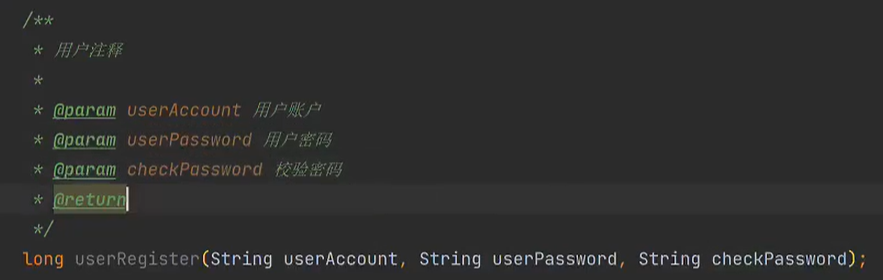 /**
 * 用户注释
 *
 * @param userAccount 用户账户
 * @param userPassword 用户密码
 * @param checkPassword 校验密码
 * @return
 */
long userRegister(String userAccount, String userPassword, String checkPassword);